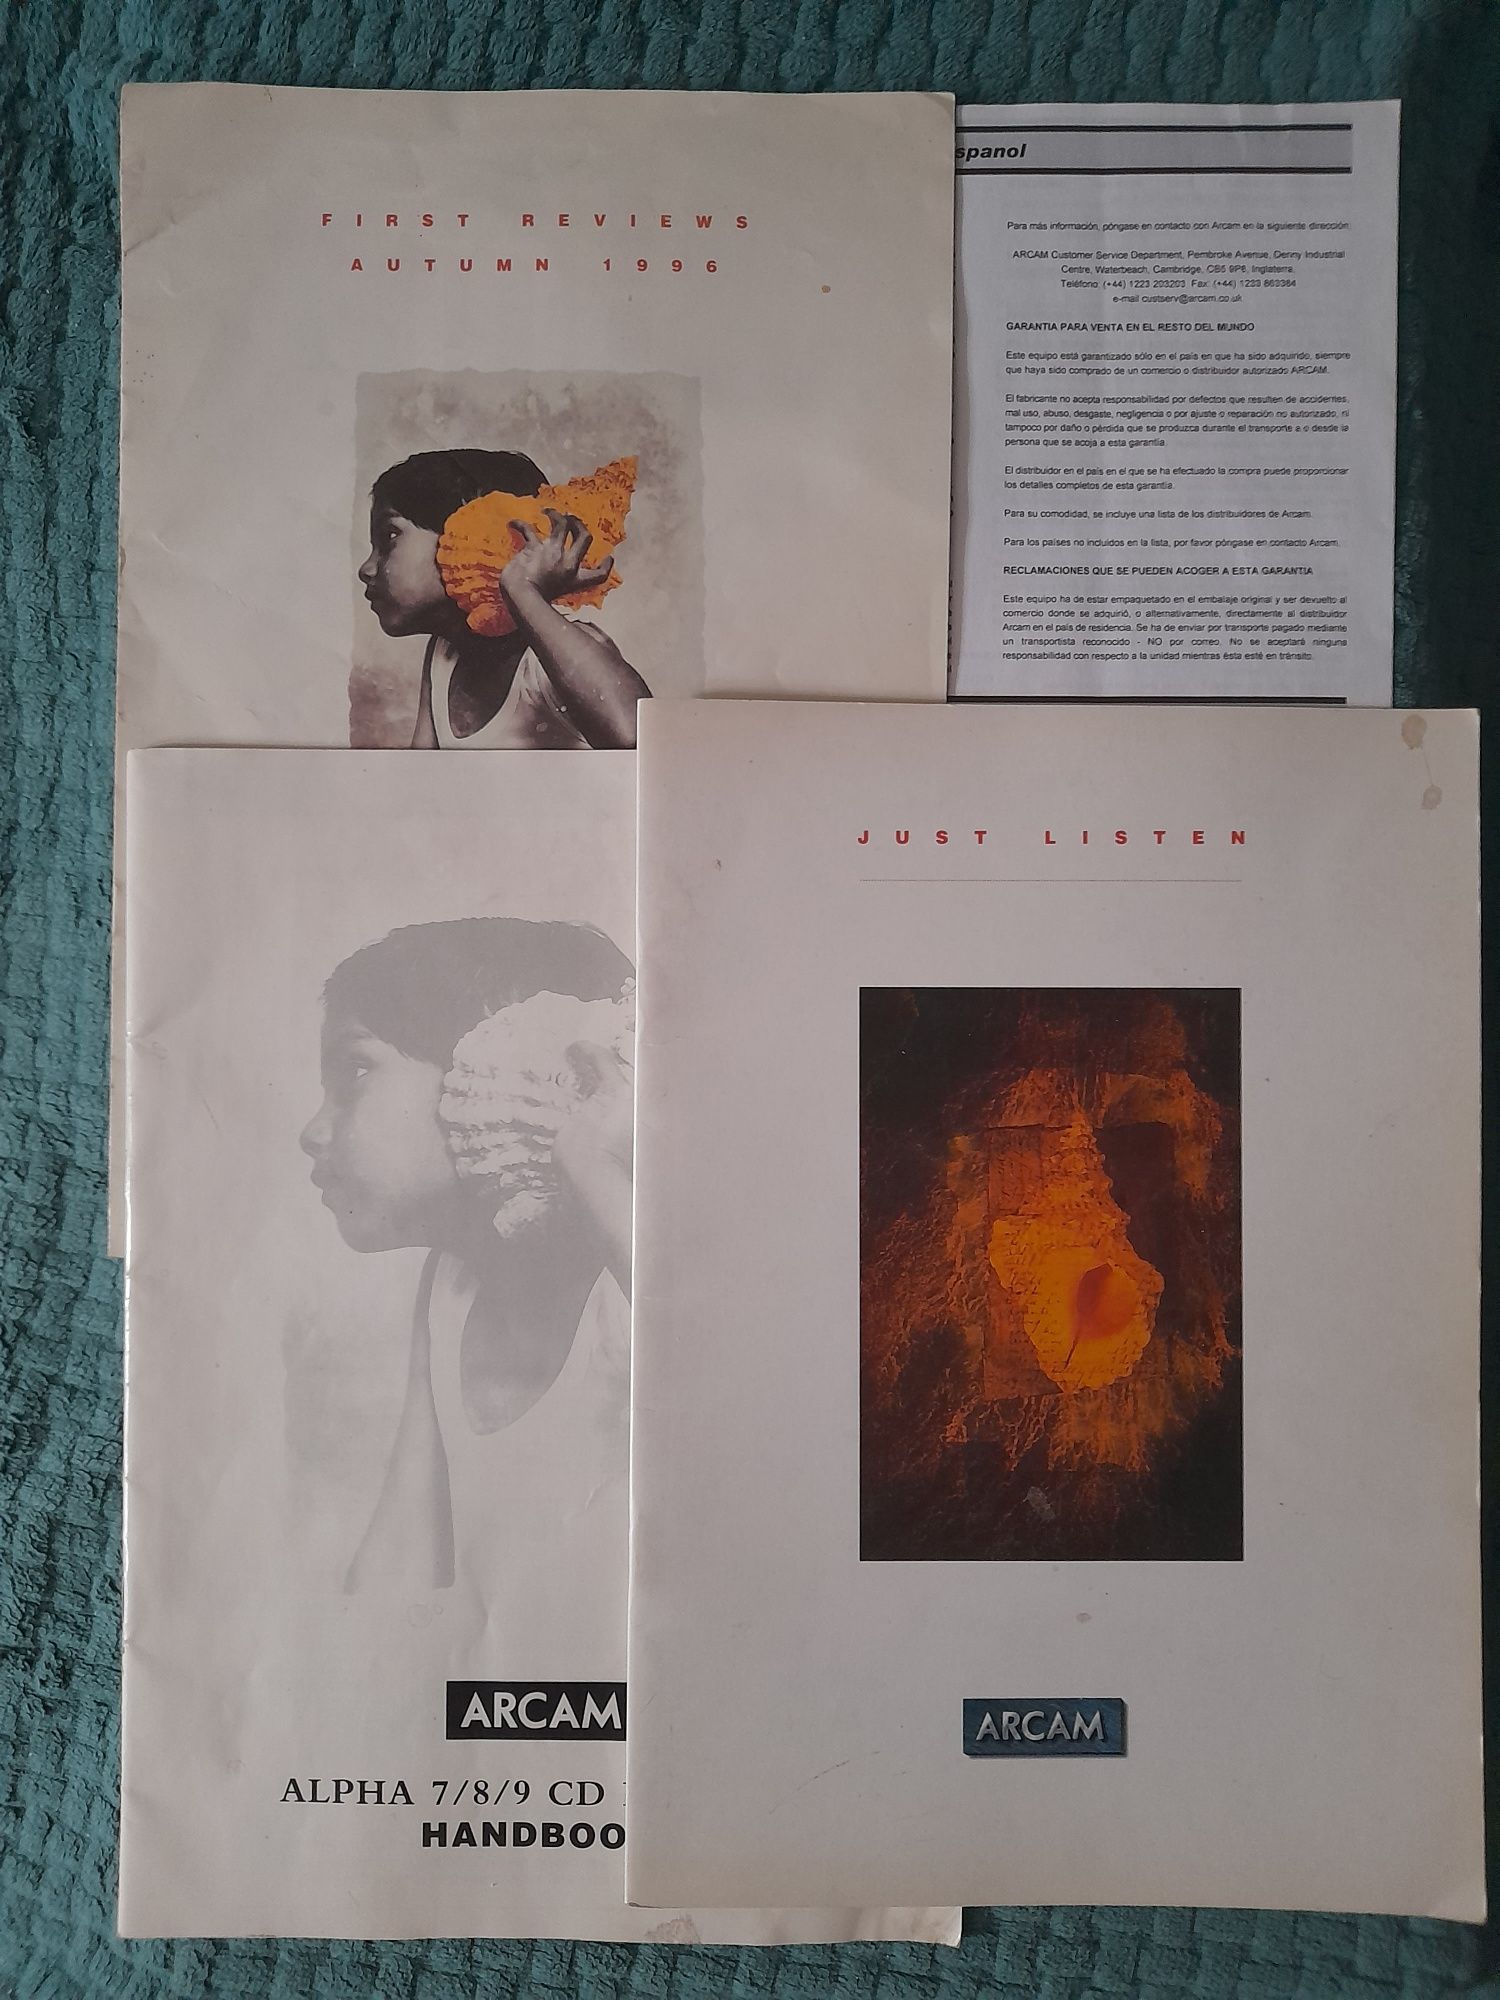 FIRST REVIEWS
AUTUMN 1996
spanol
Para más información, póngase en contacto con Arcam en la siguiente dirección:
ARCAM Customer Service Department, Pembroke Avenue, Denny Industrial
Centre, Waterbeach, Cambridge, CB5 9PB, Inglaterra.
Teléfono: (+44) 1223 203203 Fax: (+44) 1223 863384
e-mail custserv@arcam.co.uk
GARANTIA PARA VENTA EN EL RESTO DEL MUNDO
Este equipo está garantizado sólo en el país en que ha sido adquirido, siempre
que haya sido comprado de un comercio o distribuidor autorizado ARCAM.
El fabricante no acepta responsabilidad por defectos que resulten de accidentes,
mal uso, abuso, desgaste, negligencia o por ajuste o reparación no autorizado, ni
tampoco por daño o pérdida que se produzca durante el transporte a o desde la
persona que se acoja a esta garantía.
El distribuidor en el país en el que se ha efectuado la compra puede proporcionar
los detalles completos de esta garantía.
Para su comodidad, se incluye una lista de los distribuidores de Arcam.
Para los países no incluidos en la lista, por favor póngase en contacto Arcam.
RECLAMACIONES QUE SE PUEDEN ACOGER A ESTA GARANTIA
Este equipo ha de estar empaquetado en el embalaje original y ser devuelto al
comercio donde se adquirió, o alternativamente, directamente al distribuidor
Arcam en el país de residencia. Se ha de enviar por transporte pagado mediante
un transportista reconocido - NO por correo. No se aceptará ninguna
responsabilidad con respecto a la unidad mientras ésta esté en tránsito.
JUST LISTEN
ARCAM
ARCAM
ALPHA 7/8/9 CD
HANDBOO